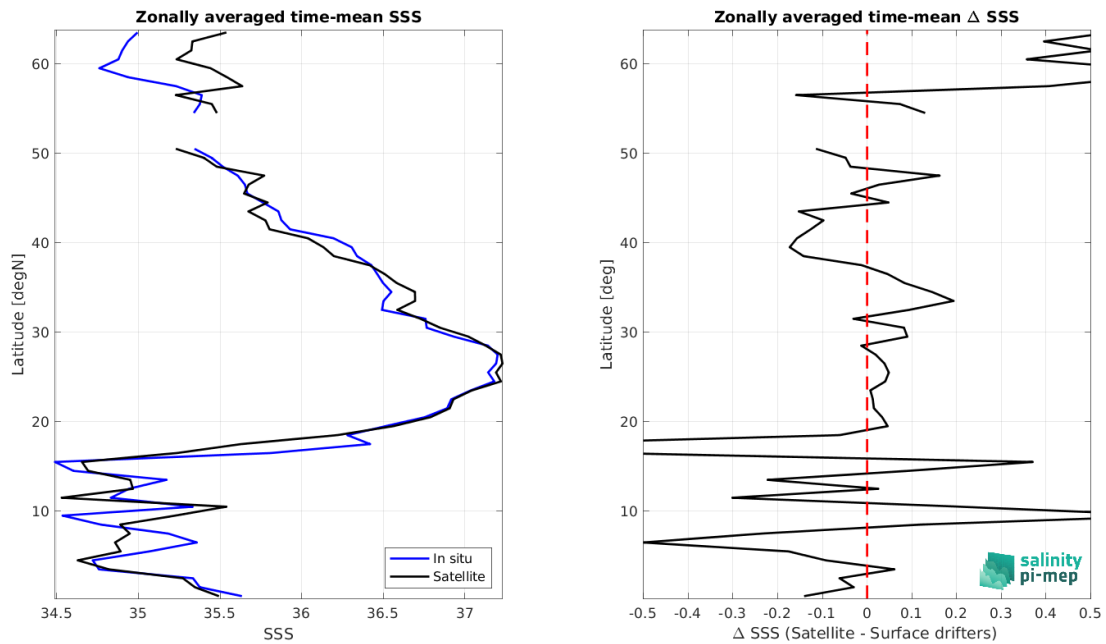 Zonally averaged time-mean SSS
Latitude [degN]
60
50
40
30
20
10
34.5 35 35.5 36 36.5 37
SSS
In situ
Satellite
Zonally averaged time-mean Δ SSS
Latitude [deg]
60
50
40
30
20
10
-0.5 -0.4 -0.3 -0.2 -0.1 0 0.1 0.2 0.3 0.4 0.5
Δ SSS (Satellite - Surface drifters)
salinity
pi-mep